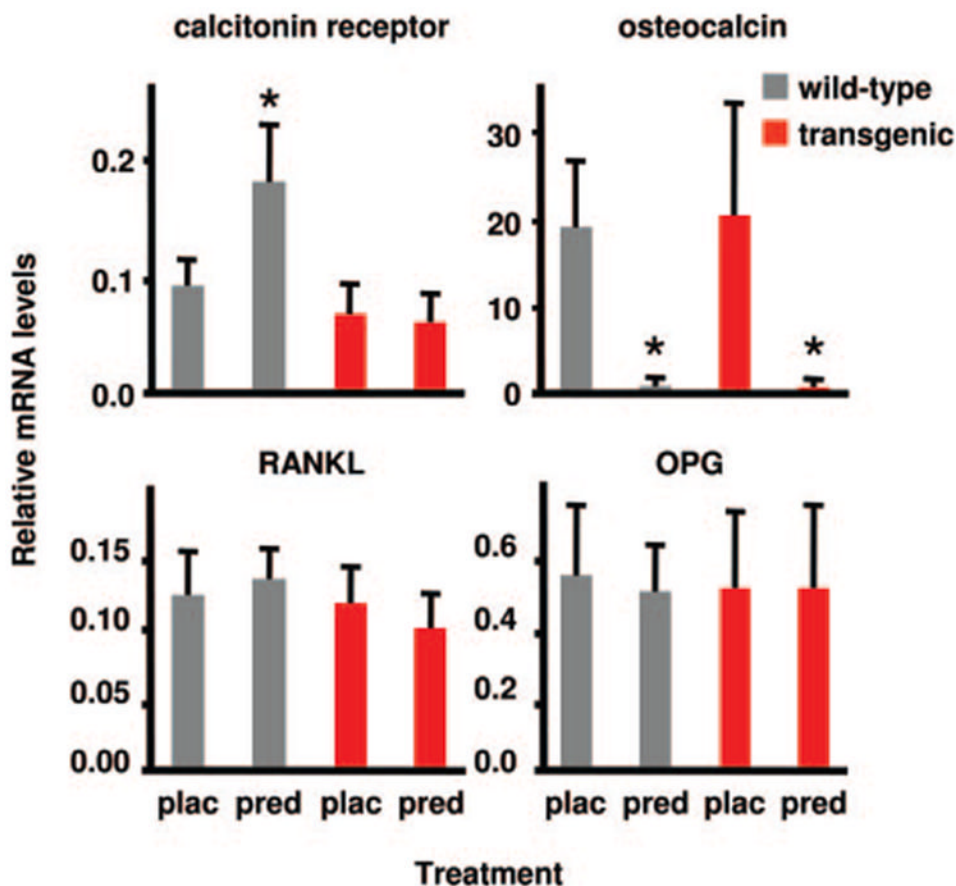 calcitonin receptor
osteocalcin
wild-type
transgenic
*
0.2
0.1
0.0
30
20
10
0
*
*
Relative mRNA levels
RANKL
OPG
0.15
0.10
0.05
0.00
0.6
0.4
0.2
0.0
plac pred plac pred
plac pred plac pred
Treatment